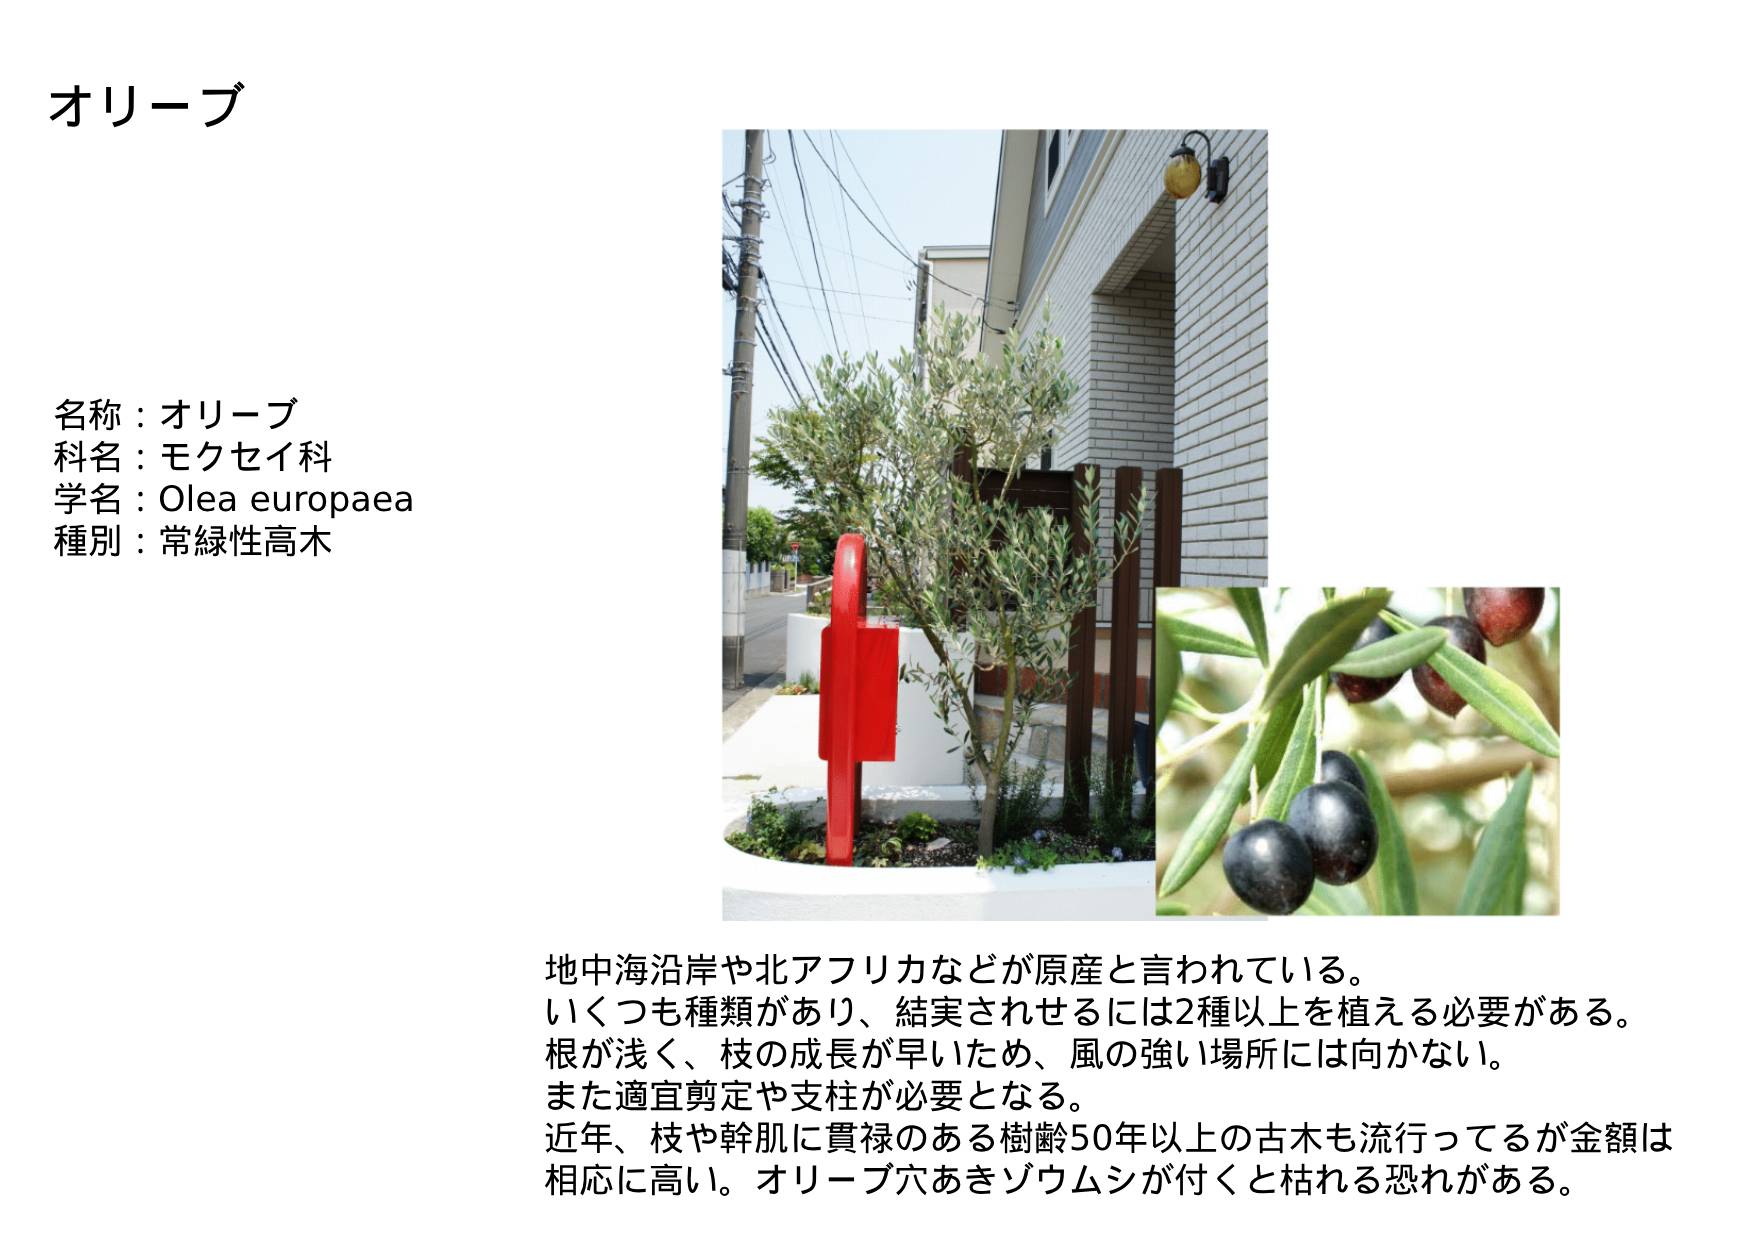 オリーブ
名称：オリーブ
科名：モクセイ科
学名：Olea europaea
種別：常緑性高木
地中海沿岸や北アフリカなどが原産と言われている。
いくつも種類があり、結実されせるには2種以上を植える必要がある。
根が浅く、枝の成長が早いため、風の強い場所には向かない。
また適宜剪定や支柱が必要となる。
近年、枝や幹肌に貫禄のある樹齢50年以上の古木も流行ってるが金額は
相応に高い。オリーブ穴あきゾウムシが付くと枯れる恐れがある。